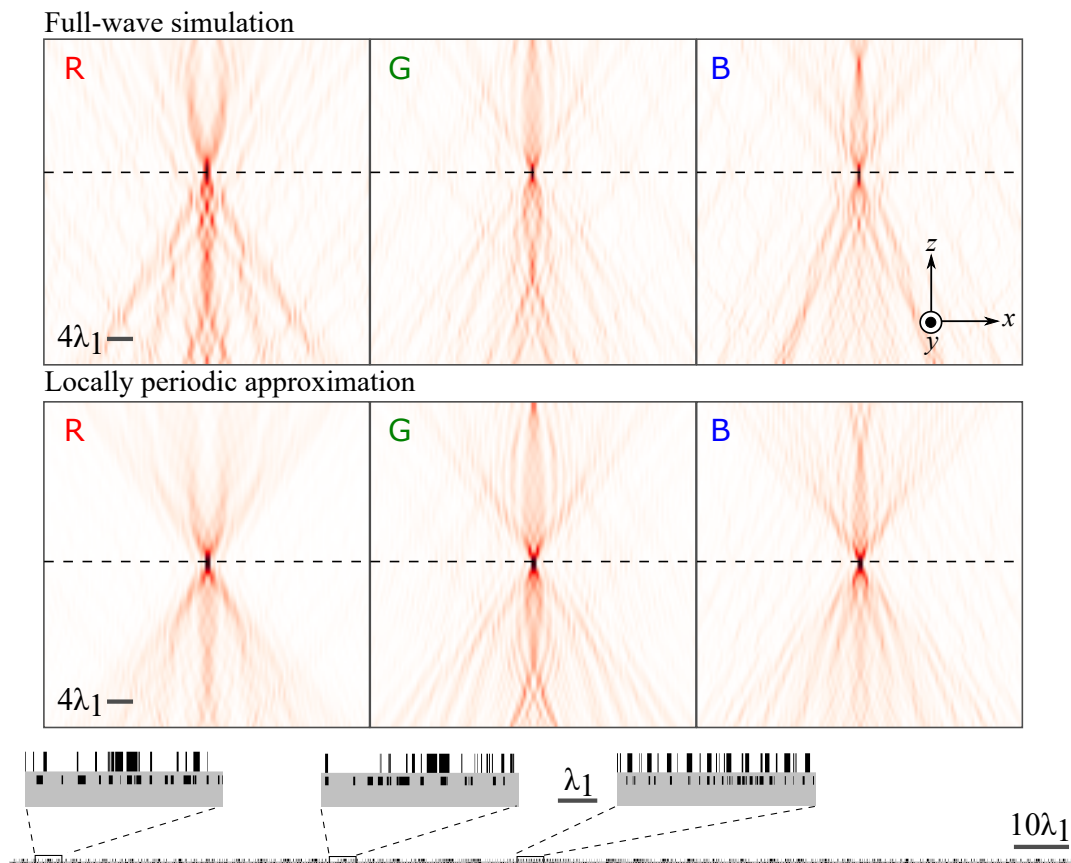 Full-wave simulation
R G B
z
x
y
4λ1
Locally periodic approximation
R G B
4λ1
λ1
10λ1